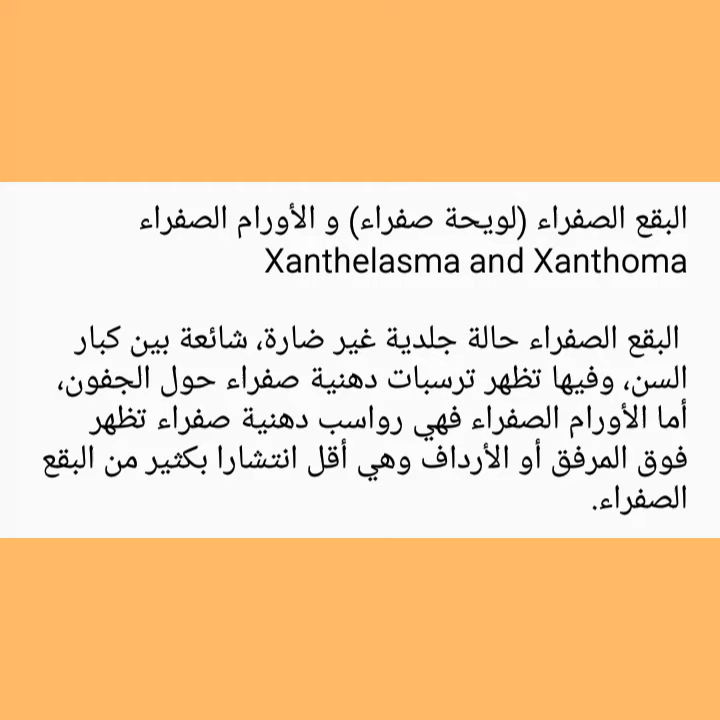 البقع الصفراء (لويحة صفراء) و الأورام الصفراء
Xanthelasma and Xanthoma
البقع الصفراء حالة جلدية غير ضارة، شائعة بين كبار
السن، وفيها تظهر ترسبات دهنية صفراء حول الجفون،
أما الأورام الصفراء فهي رواسب دهنية صفراء تظهر
فوق المرفق أو الأرداف وهي أقل انتشارا بكثير من البقع
الصفراء.